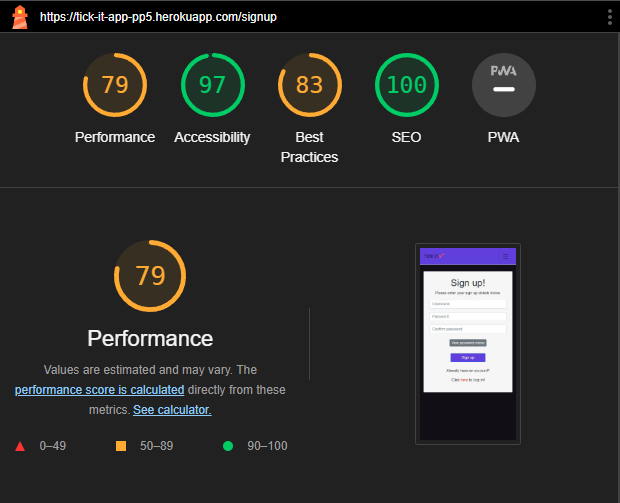 https://tick-it-app-pp5.herokuapp.com/signup
79
97
83
100
PWA
Performance
Accessibility
Best
Practices
SEO
PWA
79
Performance
Values are estimated and may vary. The
performance score is calculated directly from these
metrics. See calculator.
0–49
50–89
90–100
Tick it
Sign up!
Please enter your sign up details below
Username
Password
Confirm password
View password criteria
Sign up
Already have an account?
Click here to log in!